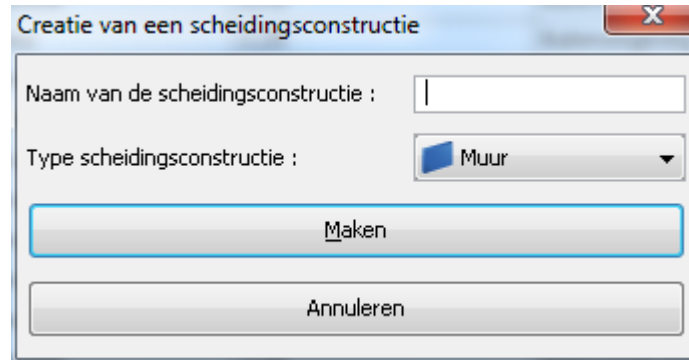 Creatie van een scheidingsconstructie
Naam van de scheidingsconstructie :
Type scheidingsconstructie : Muur
Maken
Annuleren